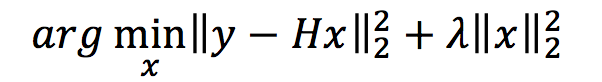 arg min‖y − Hx‖₂² + λ‖x‖₂²
x